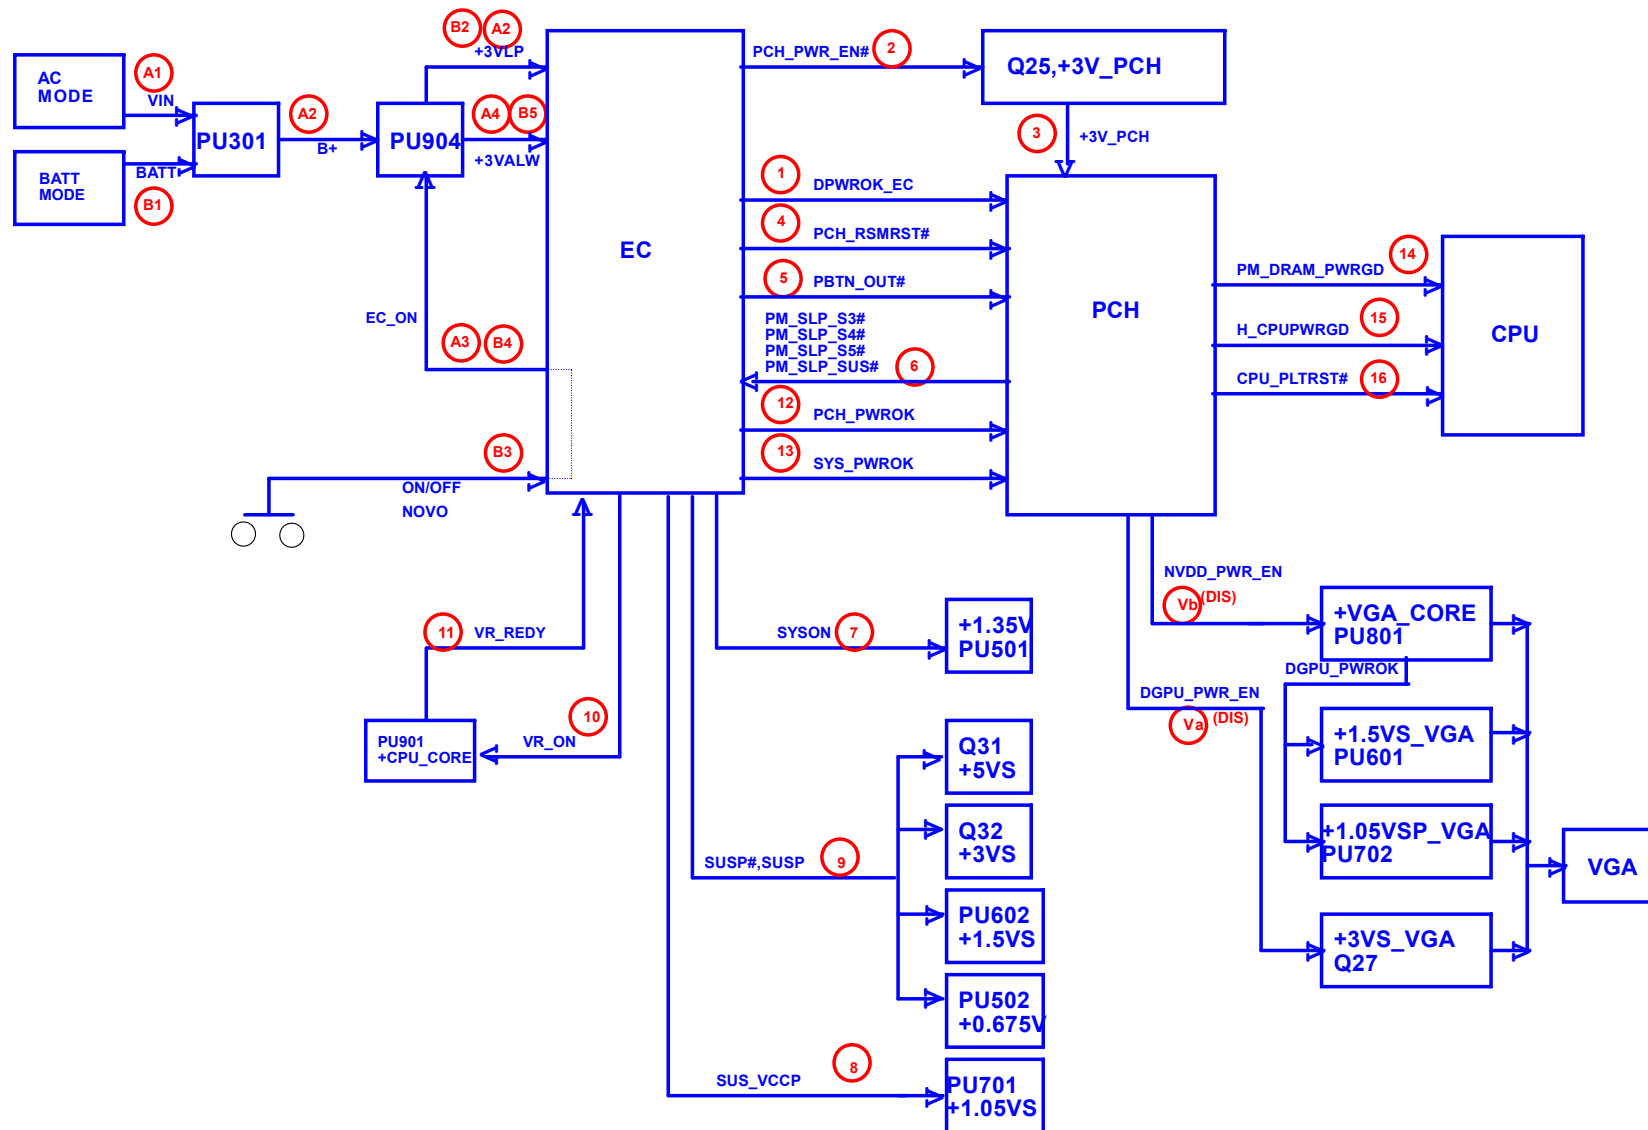 B2
A2
+3VLP
PCH_PWR_EN#
2
Q25,+3V_PCH
AC
MODE
A1
VIN
PU301
A2
B+
PU904
A4
B5
+3VALW
3
+3V_PCH
BATT
MODE
BATT
B1
EC
1
DPWROK_EC
4
PCH_RSMRST#
5
PBTN_OUT#
PM_SLP_S3#
PM_SLP_S4#
PM_SLP_S5#
PM_SLP_SUS#
6
12
PCH_PWROK
13
SYS_PWROK
PCH
PM_DRAM_PWRGD
14
H_CPUPWRGD
15
CPU_PLTRST#
16
CPU
EC_ON
A3
B4
B3
ON/OFF
NOVO
11
VR_REDY
10
VR_ON
PU901
+CPU_CORE
SYSON
7
+1.35V
PU501
Q31
+5VS
Q32
+3VS
SUSP#,SUSP
9
PU602
+1.5VS
PU502
+0.675V
SUS_VCCP
8
PU701
+1.05VS
NVDD_PWR_EN
Vb
(DIS)
+VGA_CORE
PU801
DGPU_PWROK
DGPU_PWR_EN
Va
(DIS)
+1.5VS_VGA
PU601
+1.05VSP_VGA
PU702
+3VS_VGA
Q27
VGA